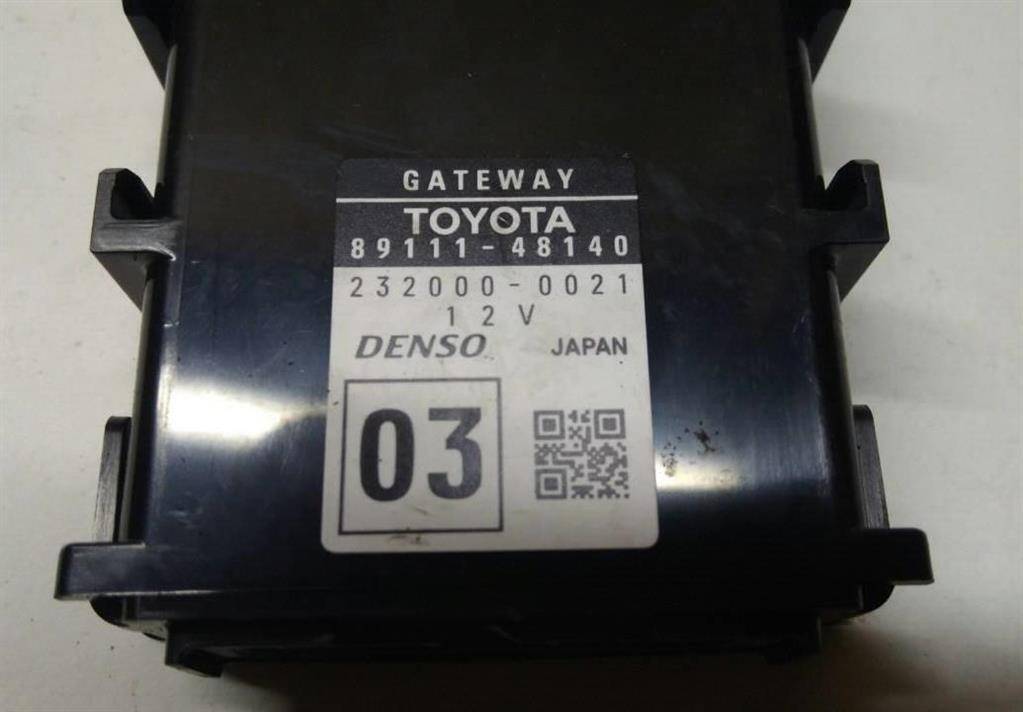 GATEWAY
TOYOTA
89111-48140
232000-0021
12V
DENSO JAPAN
03